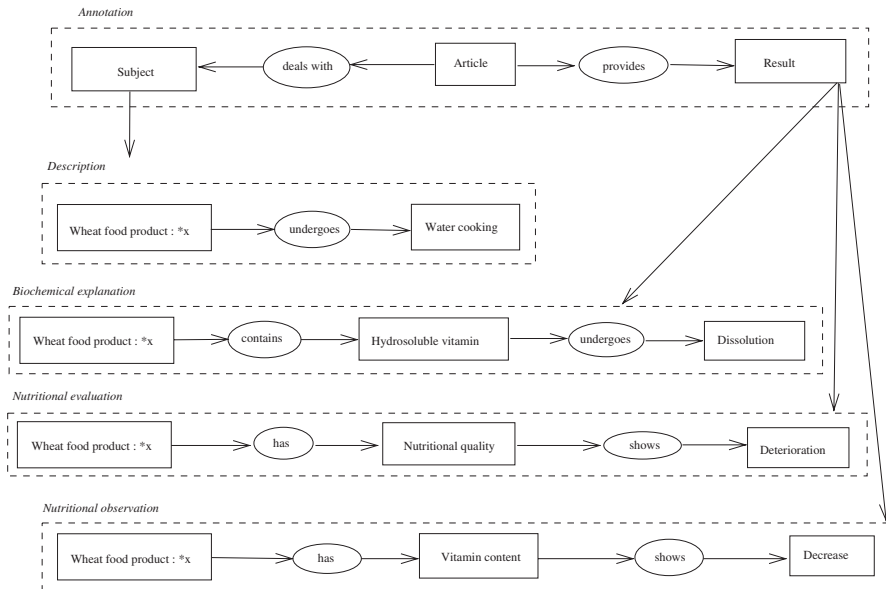 Annotation
Subject deals with Article provides Result
Description
Wheat food product : *x undergoes Water cooking
Biochemical explanation
Wheat food product : *x contains Hydrosoluble vitamin undergoes Dissolution
Nutritional evaluation
Wheat food product : *x has Nutritional quality shows Deterioration
Nutritional observation
Wheat food product : *x has Vitamin content shows Decrease